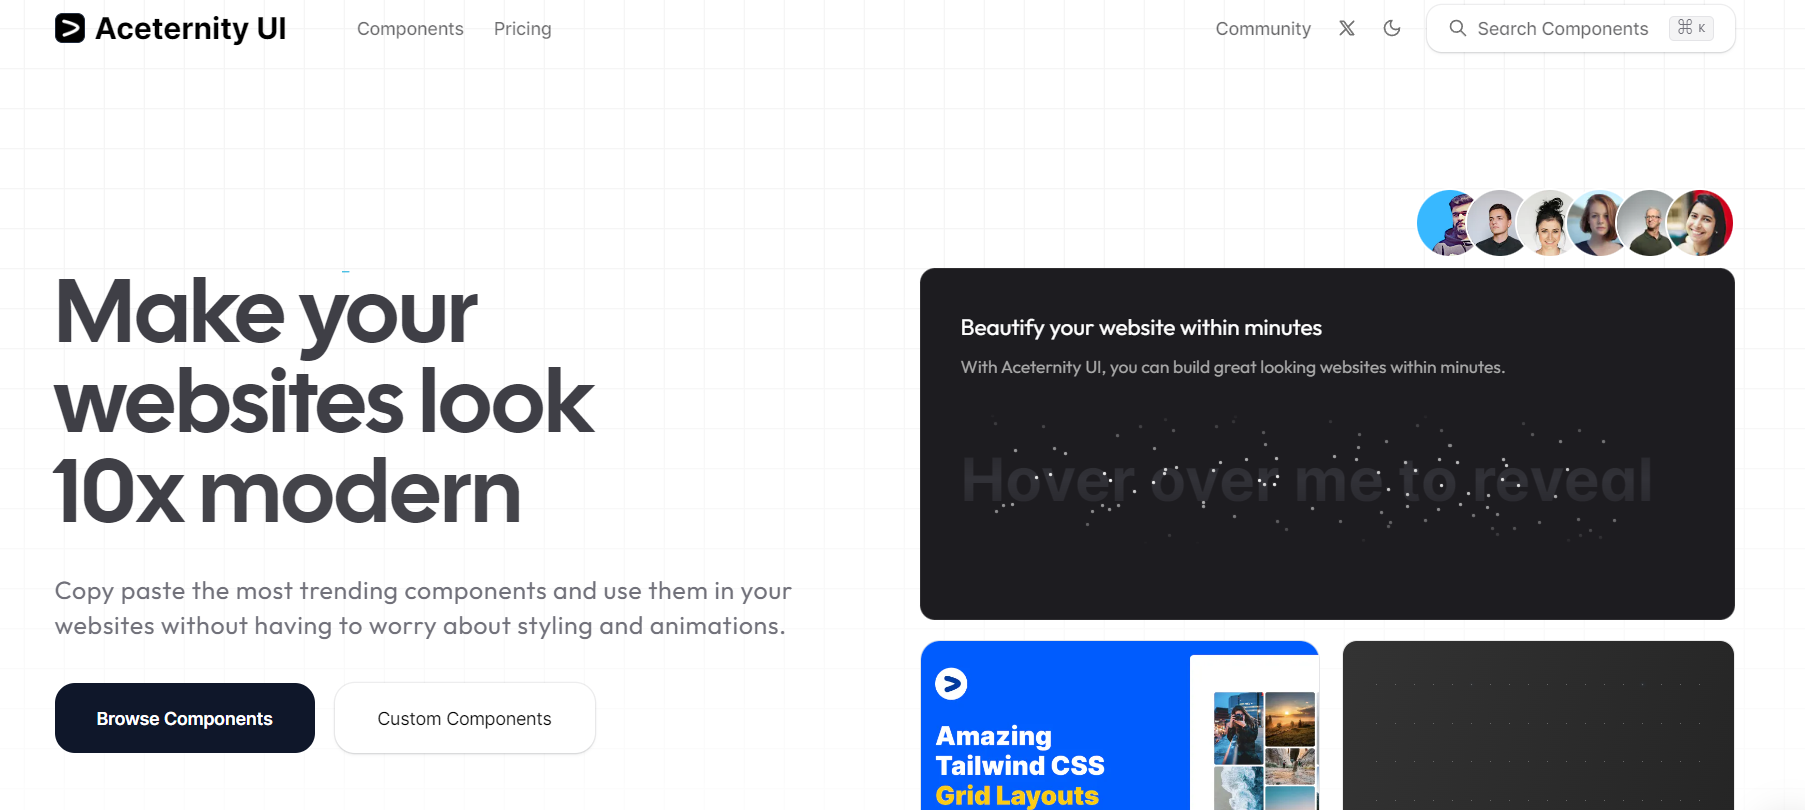 Aceternity UI
Components
Pricing
Community
Search Components
⌘ K
Make your
websites look
10x modern
Copy paste the most trending components and use them in your
websites without having to worry about styling and animations.
Browse Components
Custom Components
Beautify your website within minutes
With Aceternity UI, you can build great looking websites within minutes.
Hover over me to reveal
Amazing
Tailwind CSS
Grid Layouts